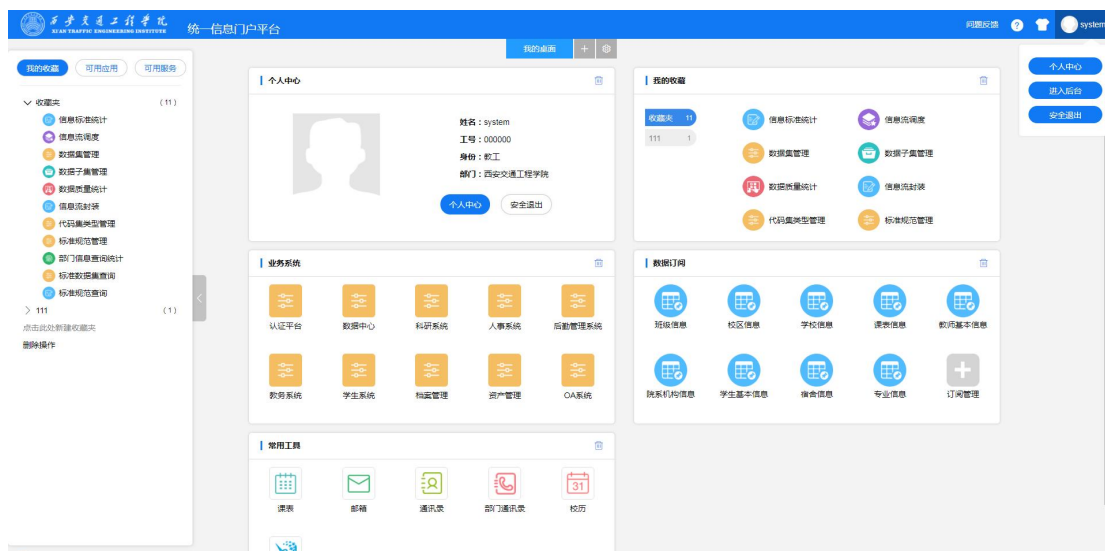 西安交通工程学院
XI'AN TRAFFIC ENGINEERING INSTITUTE
统一信息门户平台
问题反馈
?
system
我的桌面
+
个人中心
进入后台
安全退出
我的收藏 可用应用 可用服务
收藏夹 (11)
信息标准统计
信息流调度
数据集管理
数据子集管理
数据质量统计
信息流封装
代码集类型管理
标准规范管理
部门信息查询统计
标准数据集查询
标准规范查询
111 (1)
点击此处新建收藏夹
删除操作
个人中心
姓名：system
工号：000000
身份：教工
部门：西安交通工程学院
个人中心 安全退出
我的收藏
收藏夹 11
111 1
信息标准统计 信息流调度
数据集管理 数据子集管理
数据质量统计 信息流封装
代码集类型管理 标准规范管理
业务系统
认证平台 数据中心 科研系统 人事系统 后勤管理系统
教务系统 学生系统 档案管理 资产管理 OA系统
数据订阅
班级信息 校区信息 学校信息 课表信息 教师基本信息
院系机构信息 学生基本信息 宿舍信息 专业信息 订阅管理
常用工具
31
课表 邮箱 通讯录 部门通讯录 校历